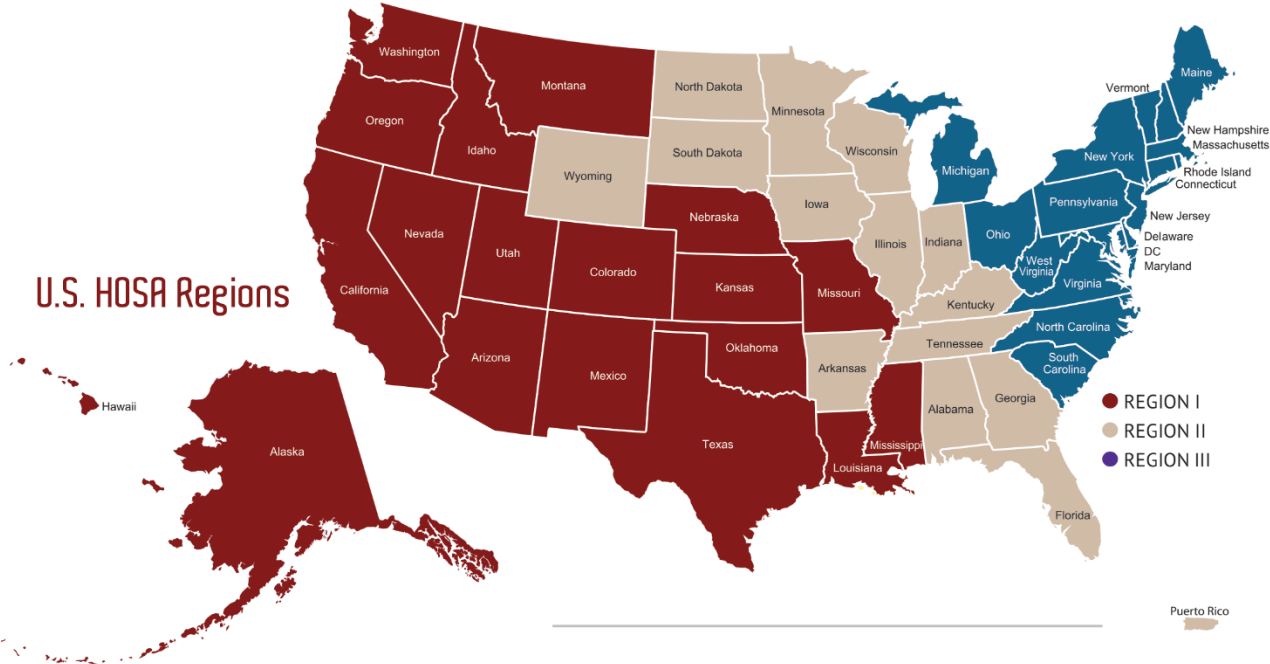 Washington
Montana
Oregon
Idaho
Wyoming
North Dakota
South Dakota
Minnesota
Wisconsin
Michigan
Maine
Vermont
New Hampshire
Massachusetts
New York
Rhode Island
Connecticut
Pennsylvania
New Jersey
Delaware
DC
Maryland
Nevada
Utah
California
Colorado
Nebraska
Kansas
Iowa
Missouri
Illinois
Indiana
Ohio
West
Virginia
Virginia
Kentucky
North Carolina
Tennessee
South
Carolina
U.S. HOSA Regions
Arizona
Mexico
Oklahoma
Arkansas
Texas
Louisiana
Mississippi
Alabama
Georgia
Florida
Hawaii
Alaska
REGION I
REGION II
REGION III
Puerto Rico